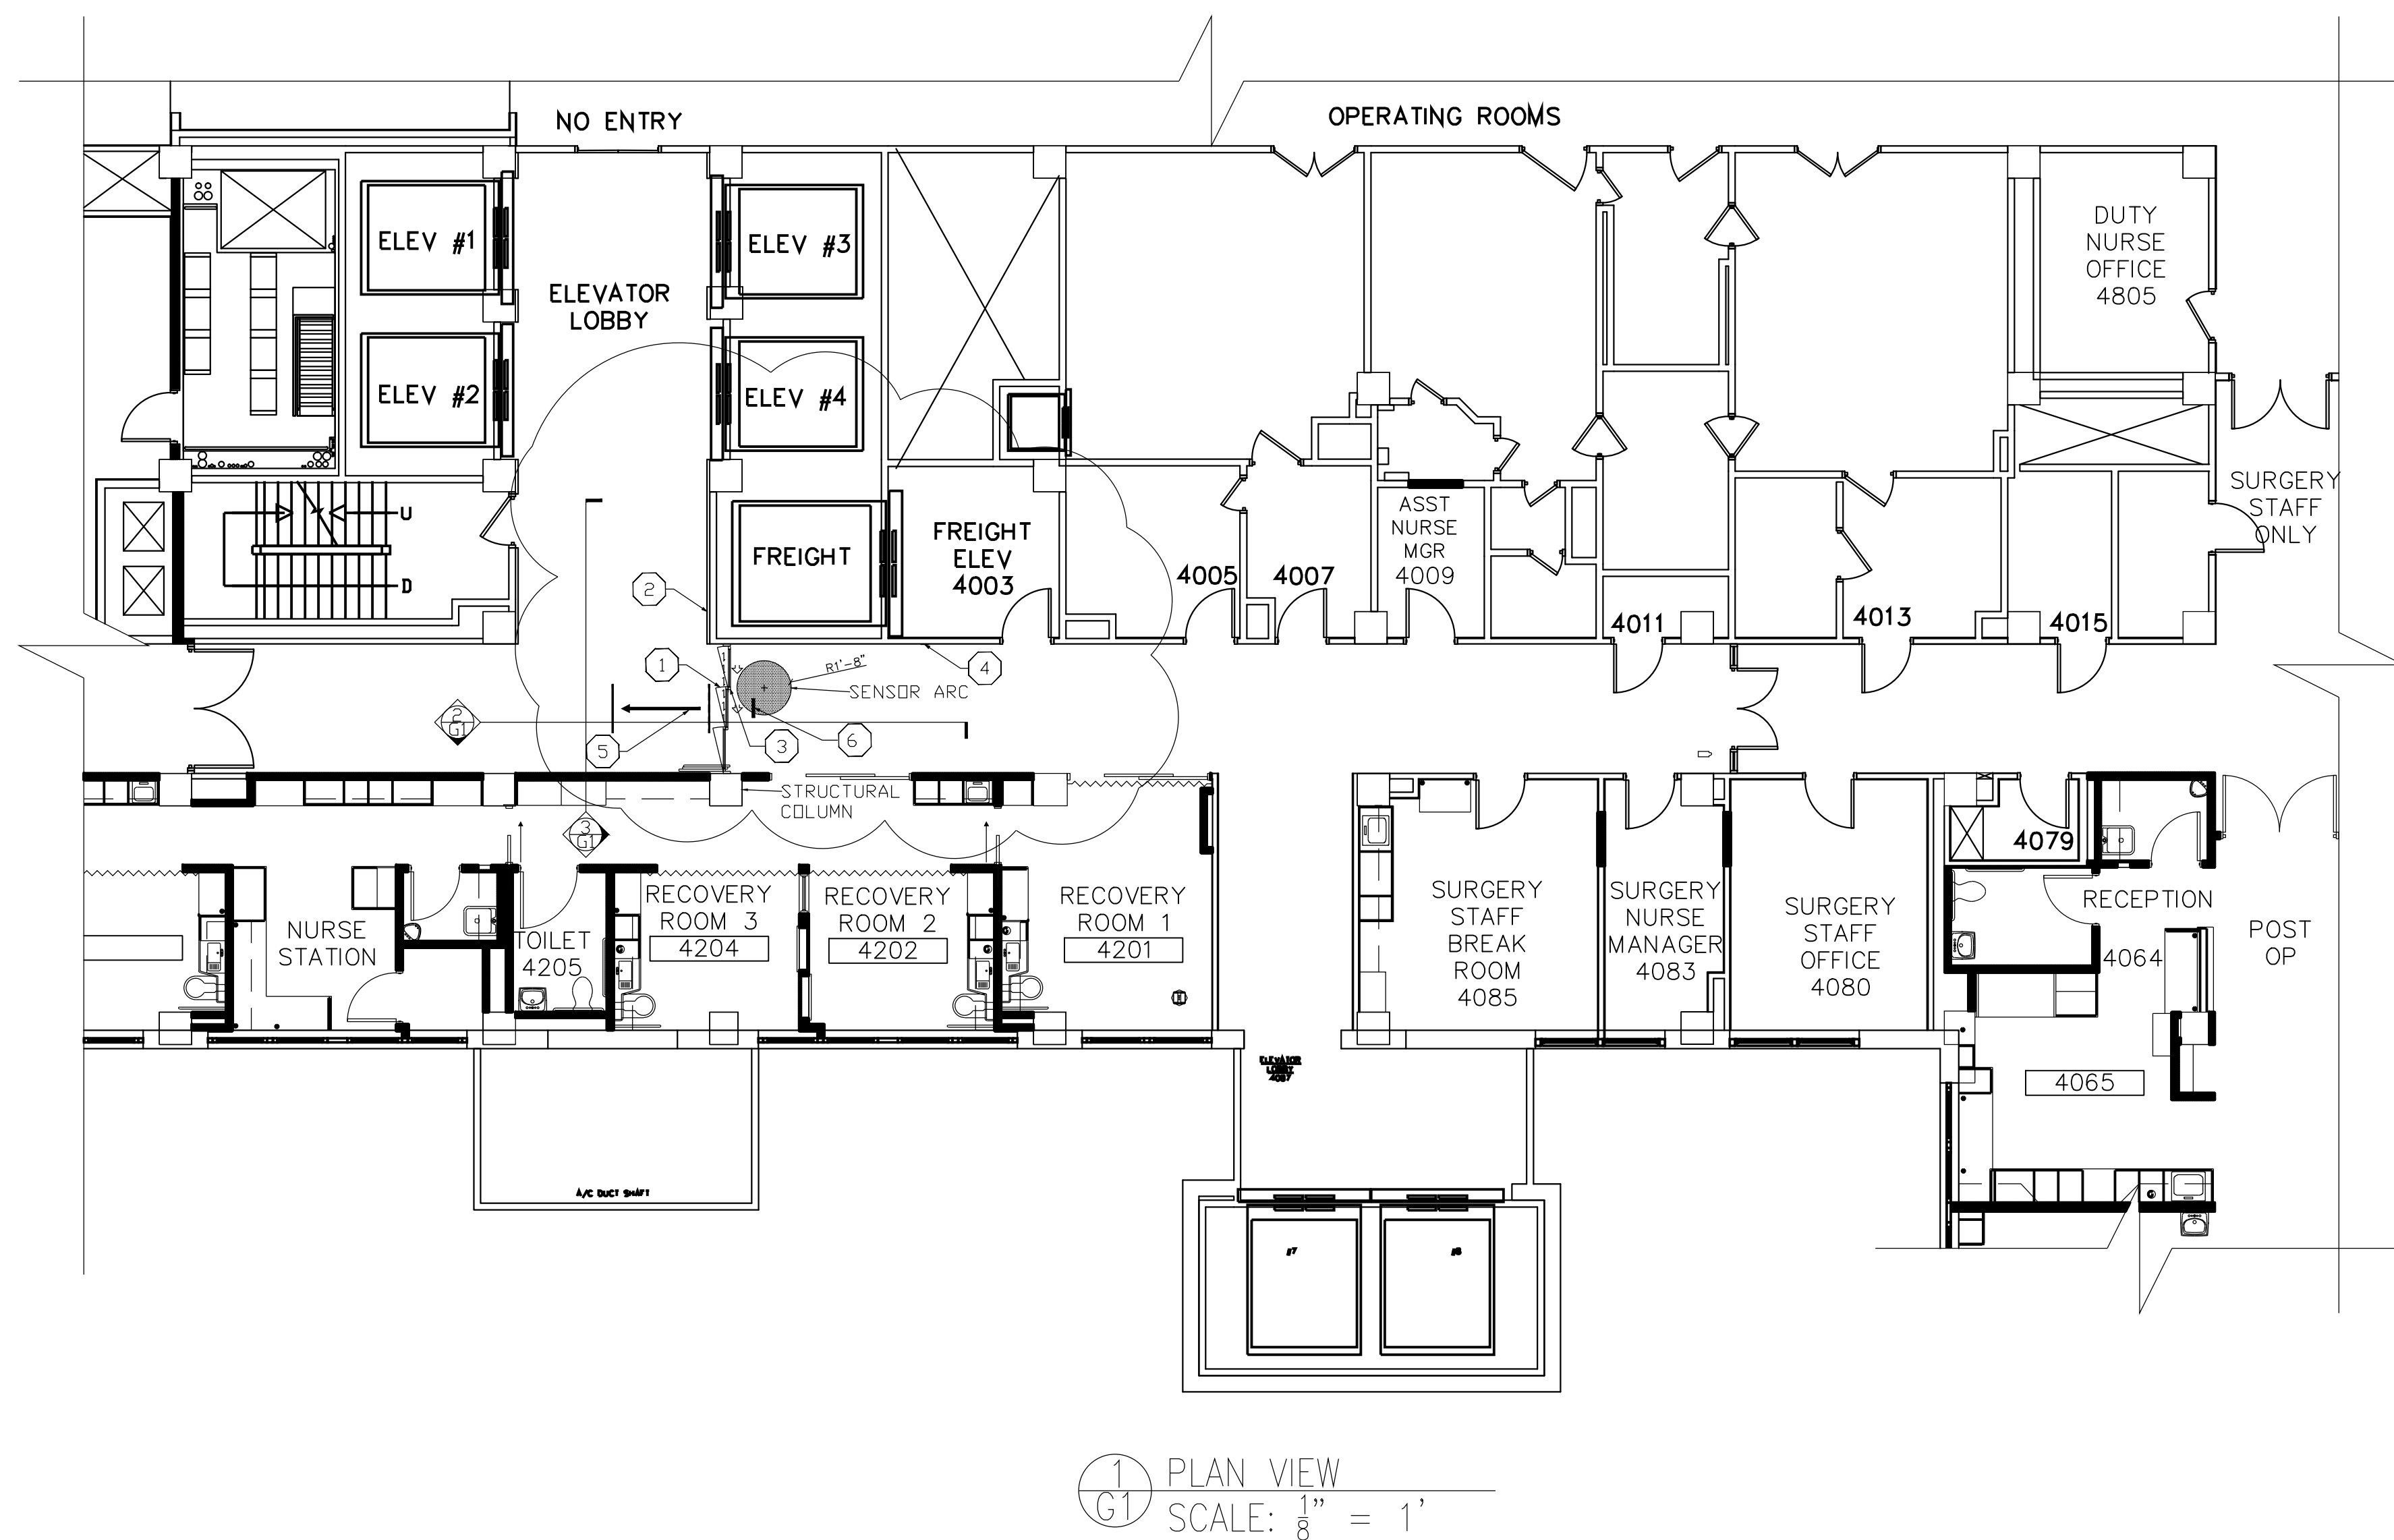 NO ENTRY
OPERATING ROOMS
ELEV #1
ELEV #3
ELEVATOR
LOBBY
ELEV #2
ELEV #4
DUTY
NURSE
OFFICE
4805
SURGERY
STAFF
ONLY
U
D
FREIGHT
FREIGHT
ELEV
4003
4005
4007
ASST
NURSE
MGR
4009
4011
4013
4015
2
1
4
R1'-8"
SENSOR ARC
2
G1
5
3
6
STRUCTURAL
COLUMN
3
G1
NURSE
STATION
TOILET
4205
RECOVERY
ROOM 3
4204
RECOVERY
ROOM 2
4202
RECOVERY
ROOM 1
4201
SURGERY
STAFF
BREAK
ROOM
4085
SURGERY
NURSE
MANAGER
4083
SURGERY
STAFF
OFFICE
4080
4079
RECEPTION
4064
POST
OP
4065
ELEVATOR
LOBBY
4087
A/C DUCT SHAFT
#7
#8
1
G1
PLAN VIEW
SCALE: 1/8" = 1'